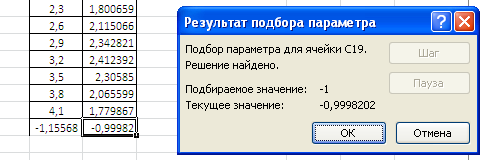 2,3 1,800659
2,6 2,115066
2,9 2,342821
3,2 2,412392
3,5 2,30585
3,8 2,065599
4,1 1,779867
-1,15568 -0,99982
Результат подбора параметра
Подбор параметра для ячейки C19.
Решение найдено.
Подбираемое значение: -1
Текущее значение: -0,9998202
Шаг
Пауза
ОК
Отмена